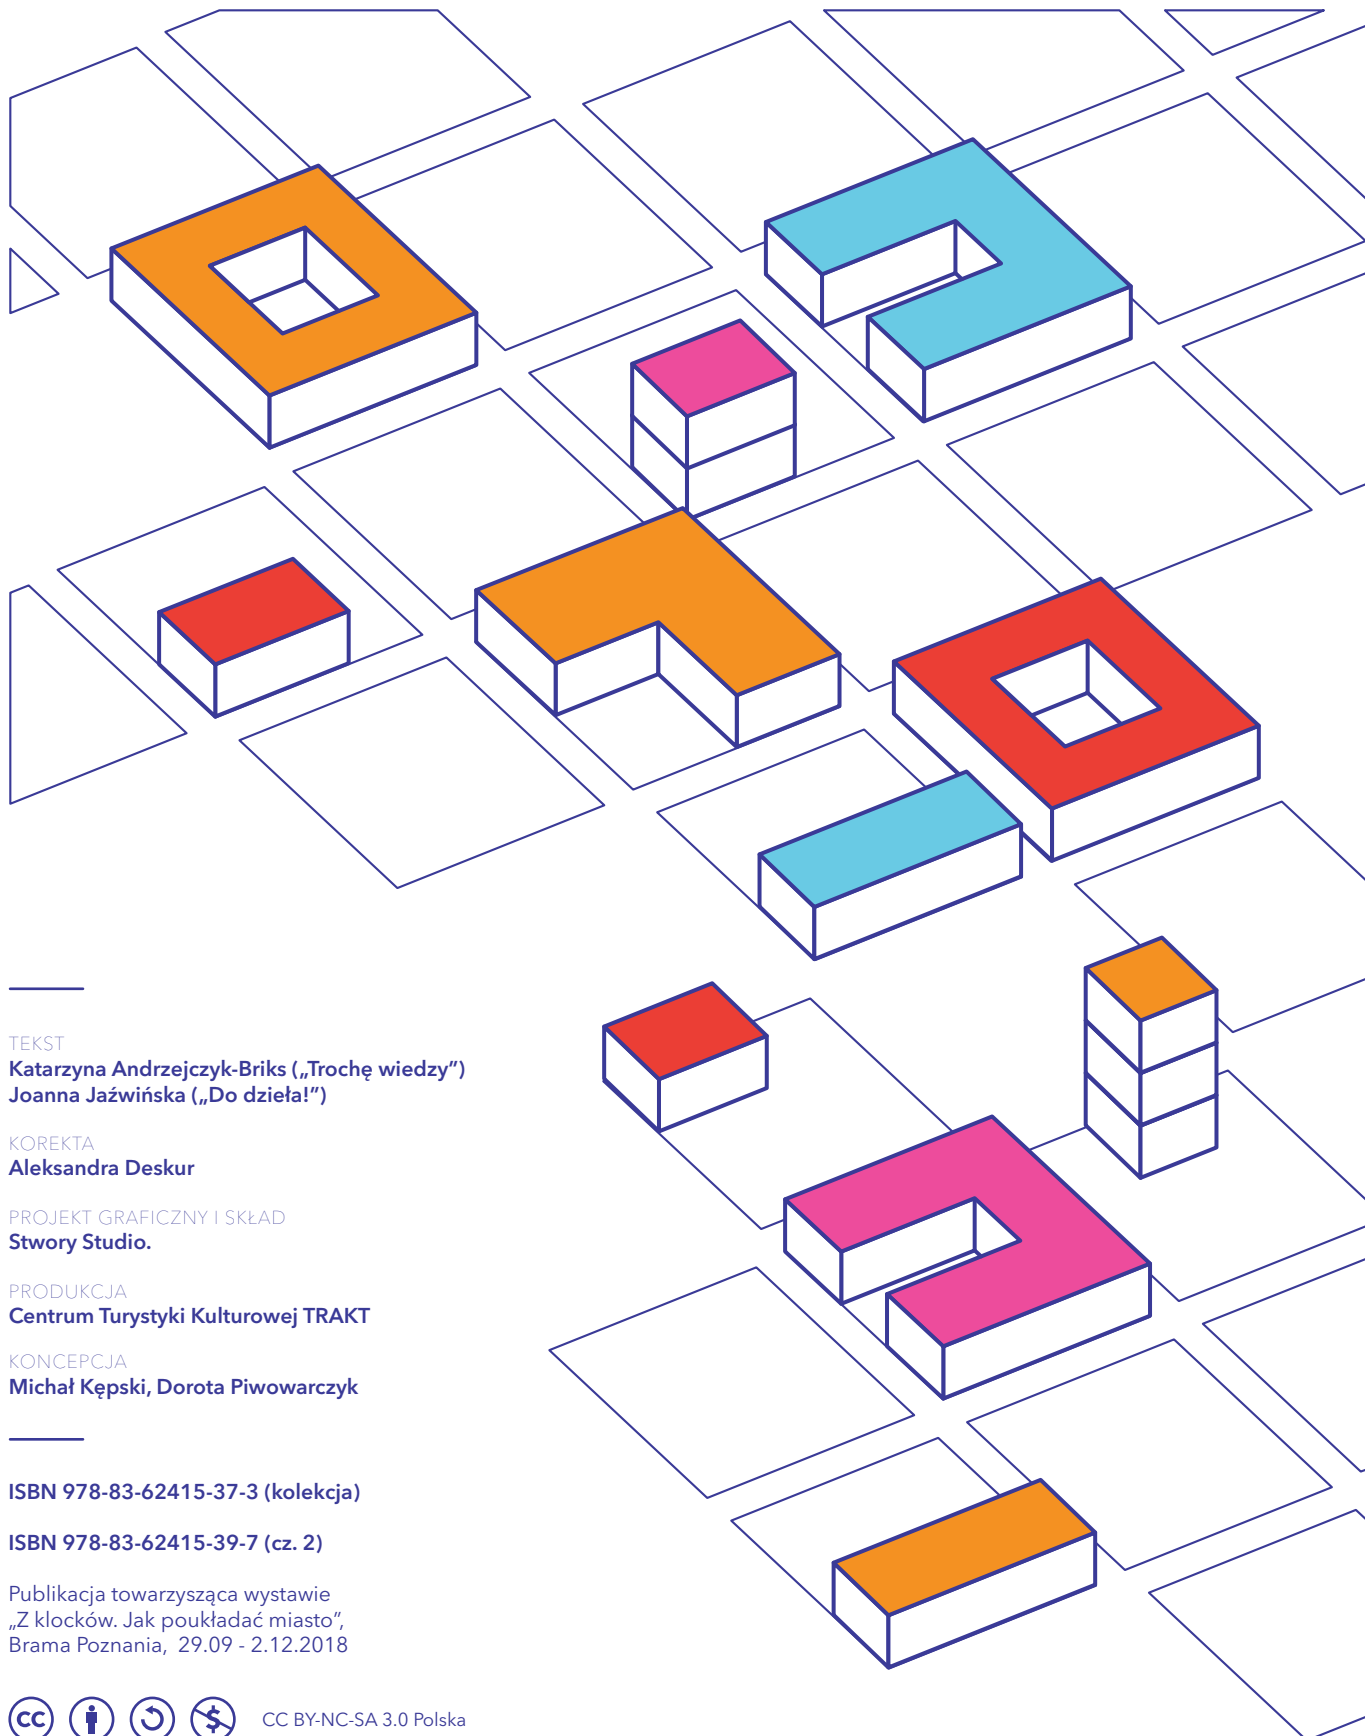 TEKST
Katarzyna Andrzejczyk-Briks („Trochę wiedzy”)
Joanna Jaźwińska („Do dzieła!”)
KOREKTA
Aleksandra Deskur
PROJEKT GRAFICZNY I SKŁAD
Stwory Studio.
PRODUKCJA
Centrum Turystyki Kulturowej TRAKT
KONCEPCJA
Michał Kępski, Dorota Piwowarczyk
ISBN 978-83-62415-37-3 (kolekcja)
ISBN 978-83-62415-39-7 (cz. 2)
Publikacja towarzysząca wystawie
„Z klocków. Jak poukładać miasto”,
Brama Poznania, 29.09 - 2.12.2018
cc $ CC BY-NC-SA 3.0 Polska